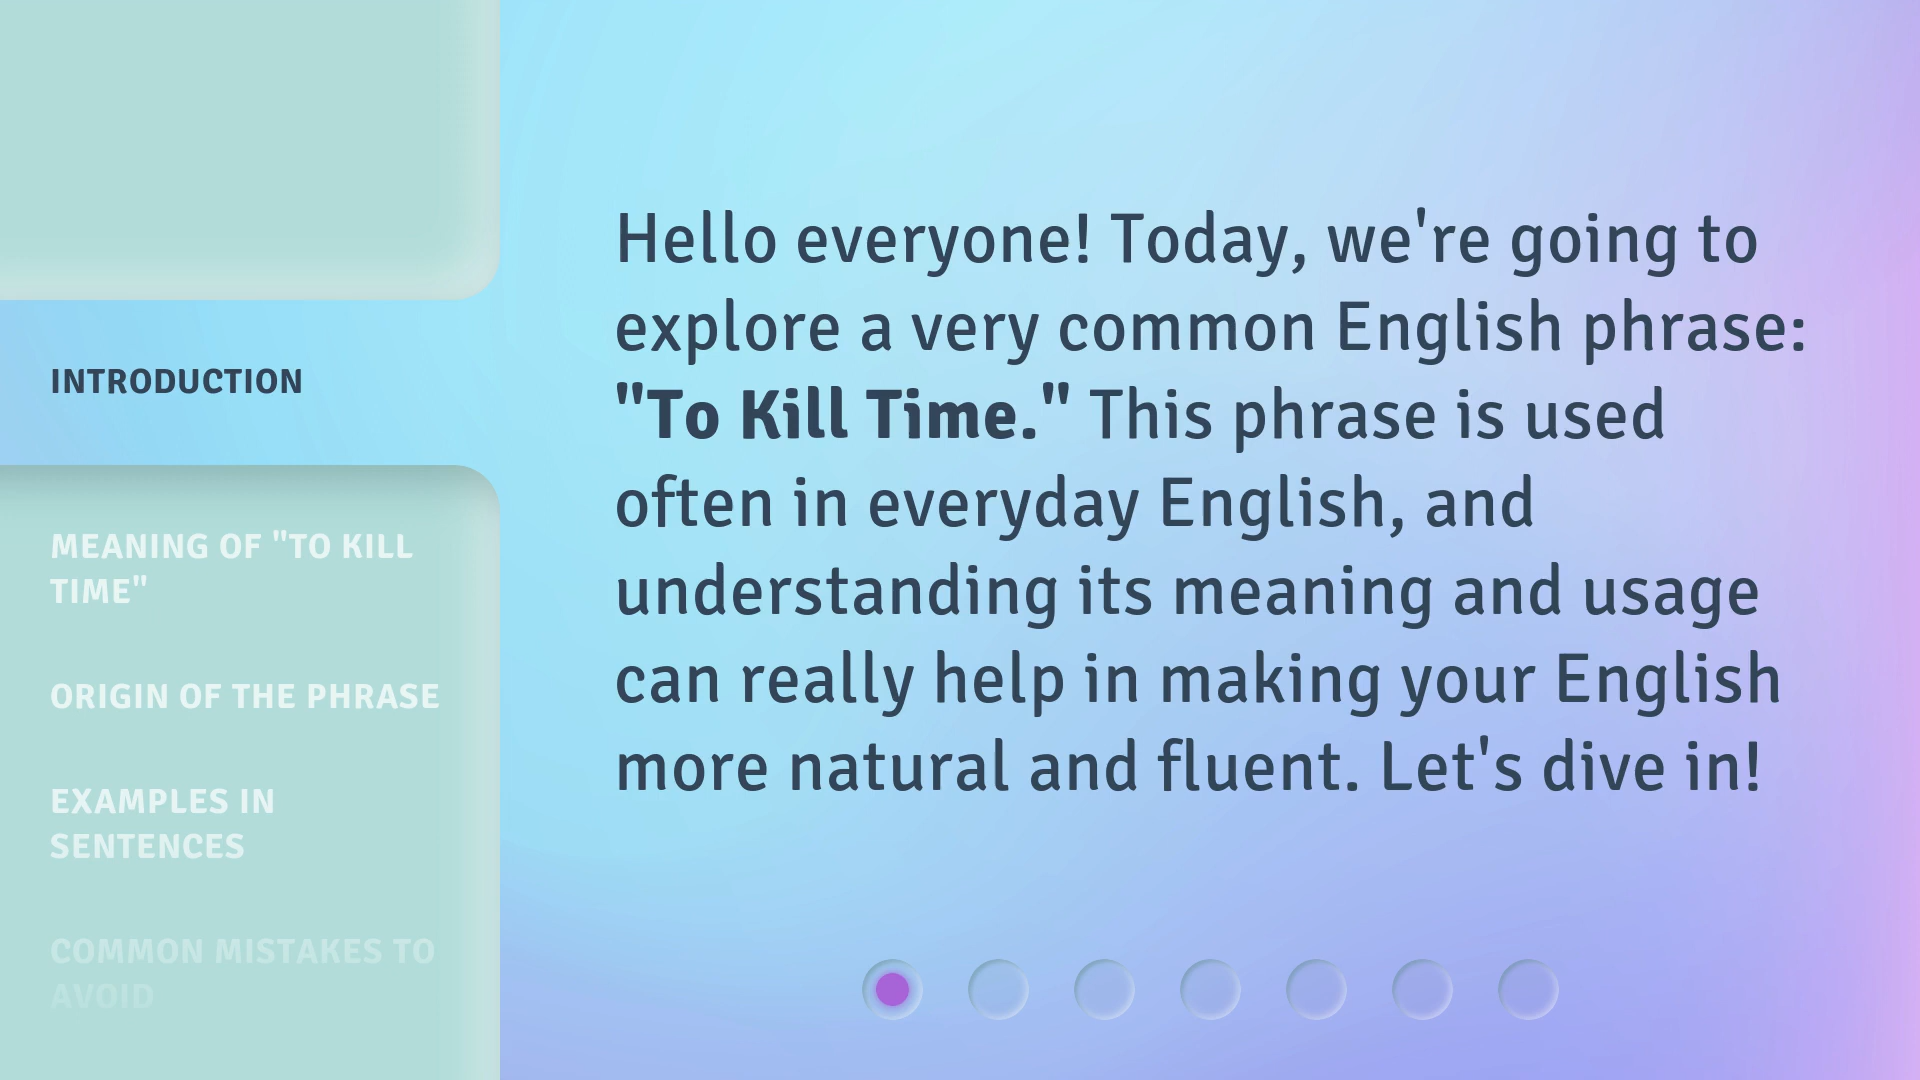 INTRODUCTION
MEANING OF "TO KILL
TIME"
ORIGIN OF THE PHRASE
EXAMPLES IN
SENTENCES
COMMON MISTAKES TO
AVOID
Hello everyone! Today, we're going to
explore a very common English phrase:
"To Kill Time." This phrase is used
often in everyday English, and
understanding its meaning and usage
can really help in making your English
more natural and fluent. Let's dive in!